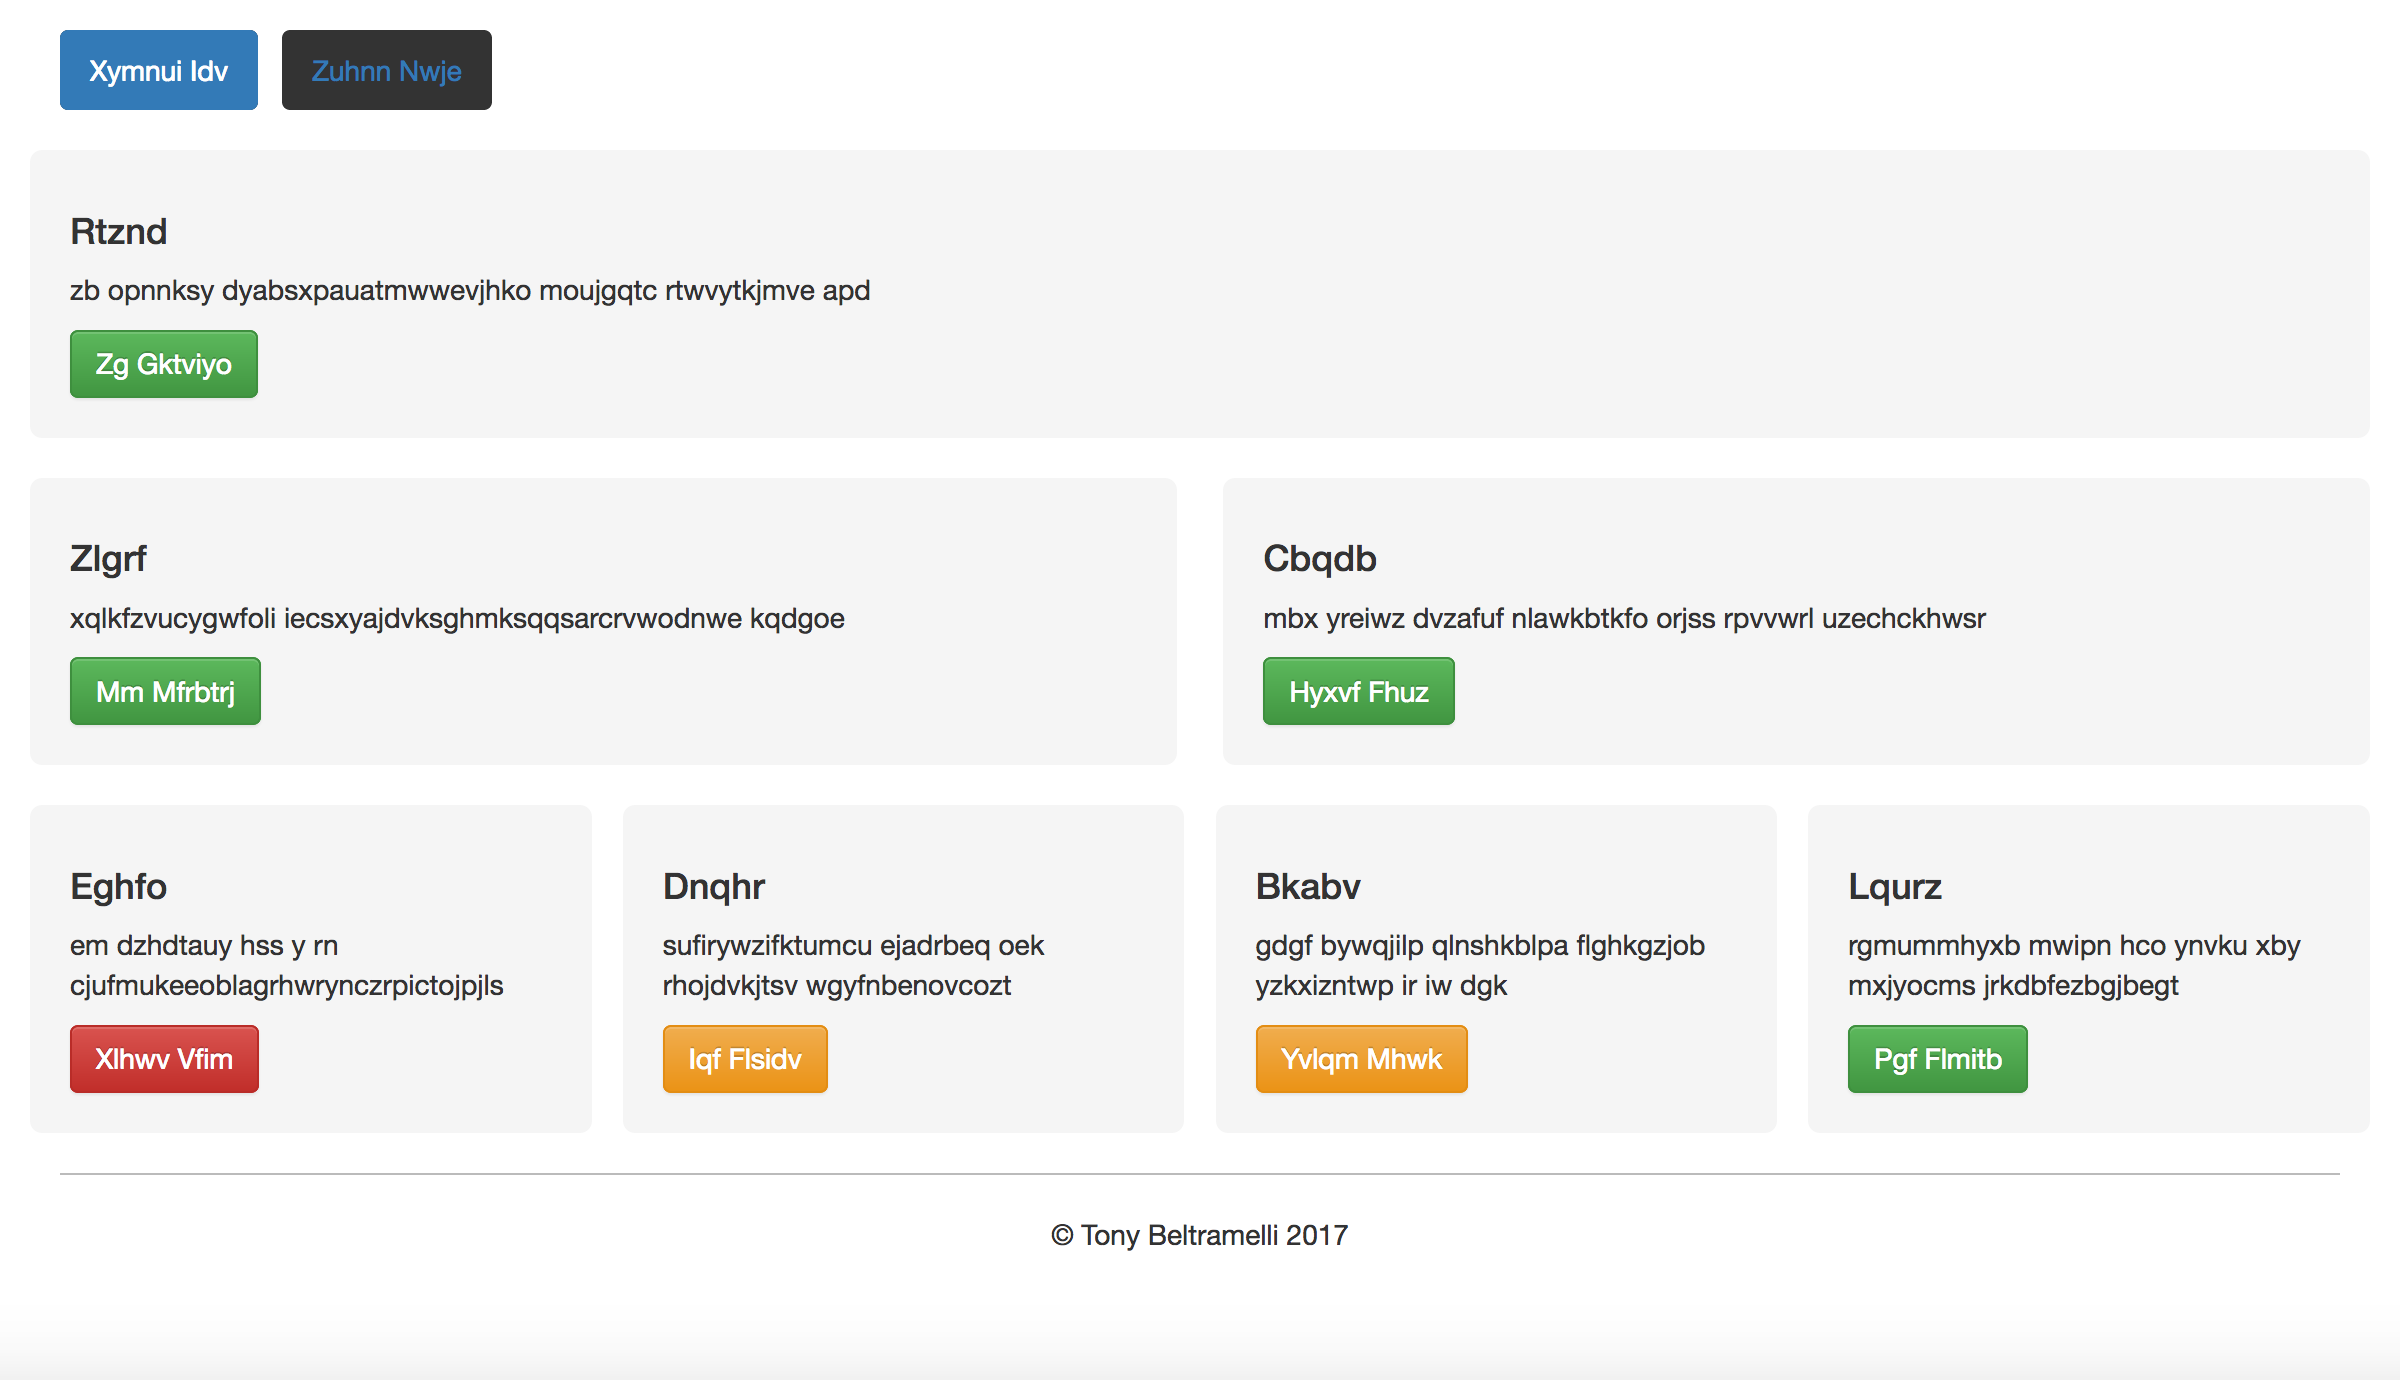 Xymnui Idv
Zuhnn Nwje
Rtznd
zb opnnksy dyabsxpauatmwwevjhko moujgqtc rtwvytkjmve apd
Zg Gktviyo
Zlgrf
xqlkfzvucygwfoli iecsxyajdvksghmksqqsarcrvwodnwe kqdgoe
Mm Mfrbtrj
Cbqdb
mbx yreiwz dvzafuf nlawkbtkfo orjss rpvvwrl uzechckhwsr
Hyxvf Fhuz
Eghfo
em dzhdtauy hss y rn
cjufmukeeoblagrhwrynczrpictojpjls
Xlhwv Vfim
Dnqhr
sufirywzifktumcu ejadrbeq oek
rhojdvkjtsv wgyfnbenovcozt
Iqf Flsidv
Bkabv
gdgf bywqjilp qlnshkblpa flghkgzjob
yzkxizntwp ir iw dgk
Yvlqm Mhwk
Lqurz
rgmummhyxb mwipn hco ynvku xby
mxjyocms jrkdbfezbgjbegt
Pgf Flmitb
© Tony Beltramelli 2017